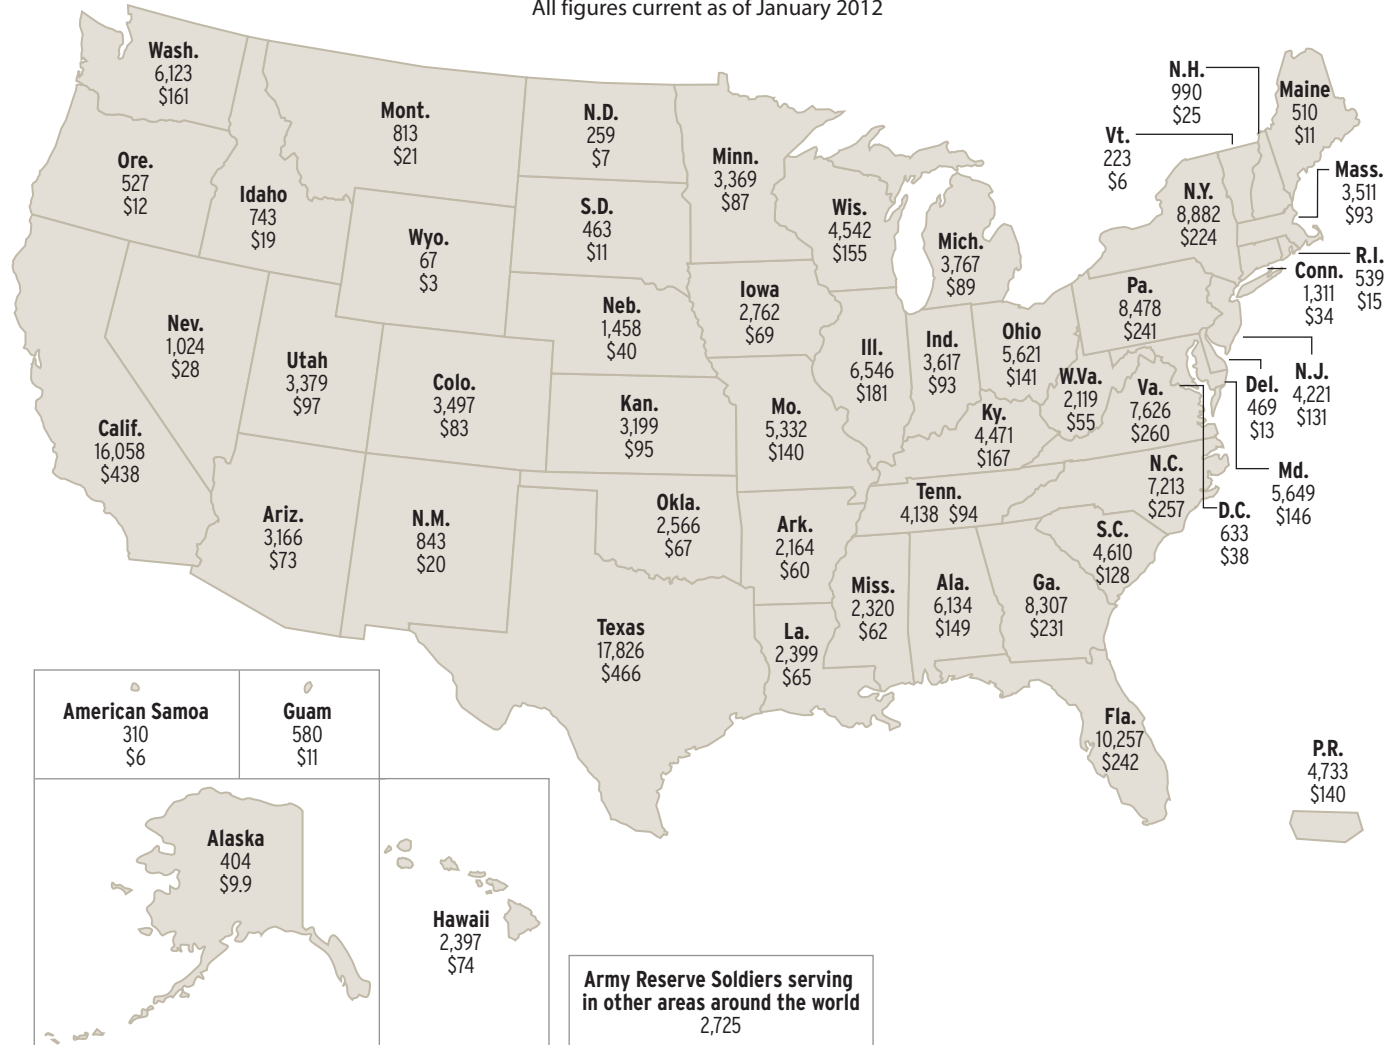 All figures current as of January 2012
Wash.
6,123
$161
Ore.
527
$12
Idaho
743
$19
Mont.
813
$21
Wyo.
67
$3
N.D.
259
$7
S.D.
463
$11
Neb.
1,458
$40
Minn.
3,369
$87
Iowa
2,762
$69
Wis.
4,542
$155
Mich.
3,767
$89
Nev.
1,024
$28
Utah
3,379
$97
Colo.
3,497
$83
Kan.
3,199
$95
Mo.
5,332
$140
Ill.
6,546
$181
Ind.
3,617
$93
Ohio
5,621
$141
Ky.
4,471
$167
W.Va.
2,119
$55
Va.
7,626
$260
Pa.
8,478
$241
N.Y.
8,882
$224
Vt.
223
$6
N.H.
990
$25
Maine
510
$11
Mass.
3,511
$93
R.I.
539
$15
Conn.
1,311
$34
N.J.
4,221
$131
Del.
469
$13
Md.
5,649
$146
D.C.
633
$38
Calif.
16,058
$438
Ariz.
3,166
$73
N.M.
843
$20
Okla.
2,566
$67
Texas
17,826
$466
Ark.
2,164
$60
La.
2,399
$65
Tenn.
4,138 $94
Miss.
2,320
$62
Ala.
6,134
$149
Ga.
8,307
$231
N.C.
7,213
$257
S.C.
4,610
$128
Fla.
10,257
$242
P.R.
4,733
$140
American Samoa
310
$6
Guam
580
$11
Alaska
404
$9.9
Hawaii
2,397
$74
Army Reserve Soldiers serving
in other areas around the world
2,725